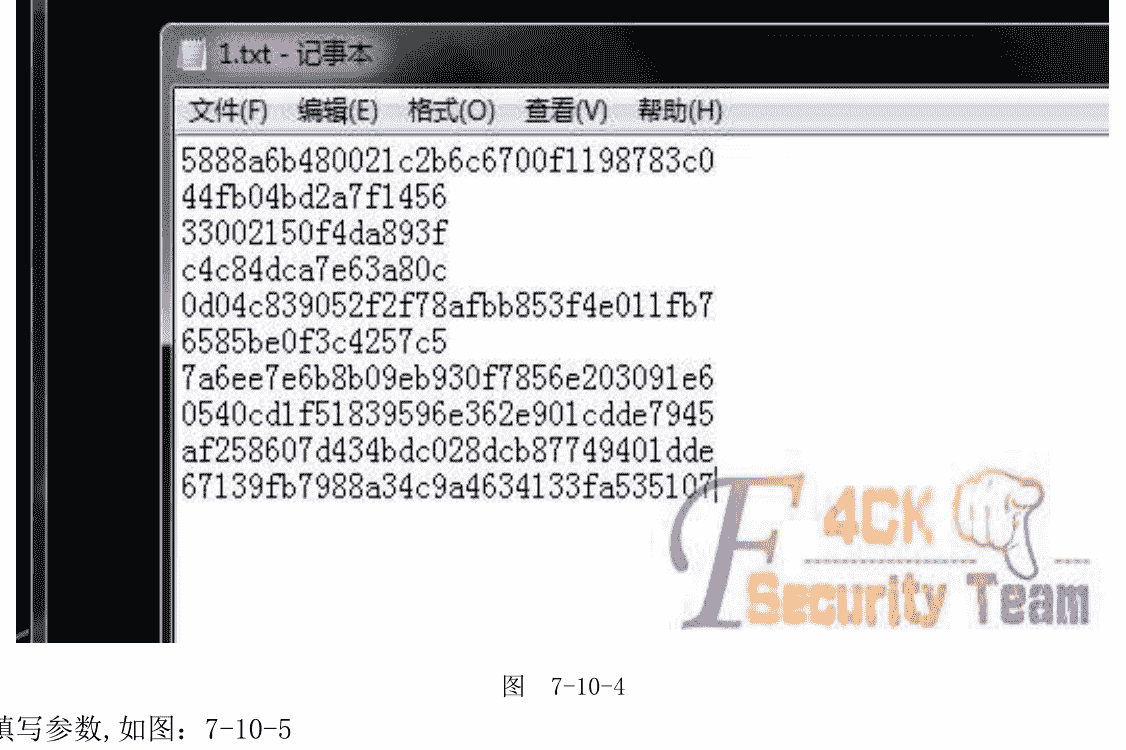 1.txt - 记事本
文件(F) 编辑(E) 格式(O) 查看(V) 帮助(H)
5888a6b480021c2b6c6700f1198783c0
44fb04bd2a7f1456
33002150f4da893f
c4c84dca7e63a80c
0d04c839052f2f78afbb853f4e011fb7
6585be0f3c4257c5
7a6ee7e6b8b09eb930f7856e203091e6
0540cd1f51839596e362e901cdde7945
af258607d434bdc028dcb87749401dde
67139fb7988a34c9a4634133fa535107
F4CK
Security Team
图 7-10-4
填写参数,如图：7-10-5